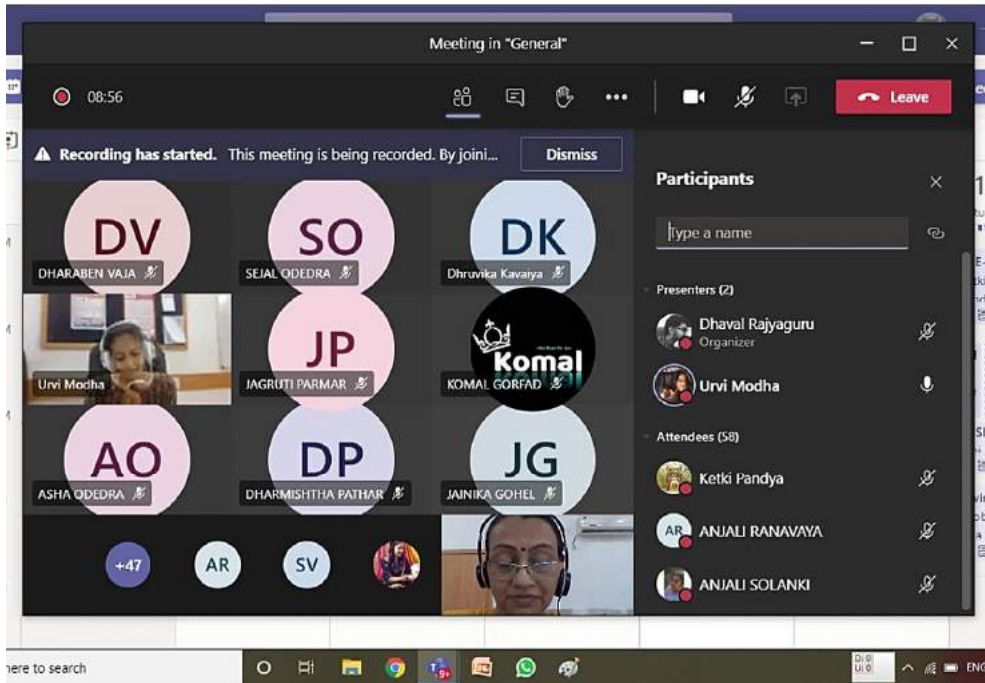 Meeting in "General"
08:56
Leave
Recording has started. This meeting is being recorded. By joini...
Dismiss
DV
DHARABEN VAJA
SO
SEJAL ODEDRA
DK
Dhruvika Kavaiya
Urvi Modha
JP
JAGRUTI PARMAR
Komal
KOMAL GORFAD
AO
ASHA ODEDRA
DP
DHARMISHTHA PATHAR
JG
JAINIKA GOHEL
+47
AR
SV
Participants
Type a name
Presenters (2)
Dhaval Rajyaguru
Organizer
Urvi Modha
Attendees (58)
Ketki Pandya
AR
ANJALI RANAVAYA
ANJALI SOLANKI
here to search
9+
D: 0
U: 0
ENG